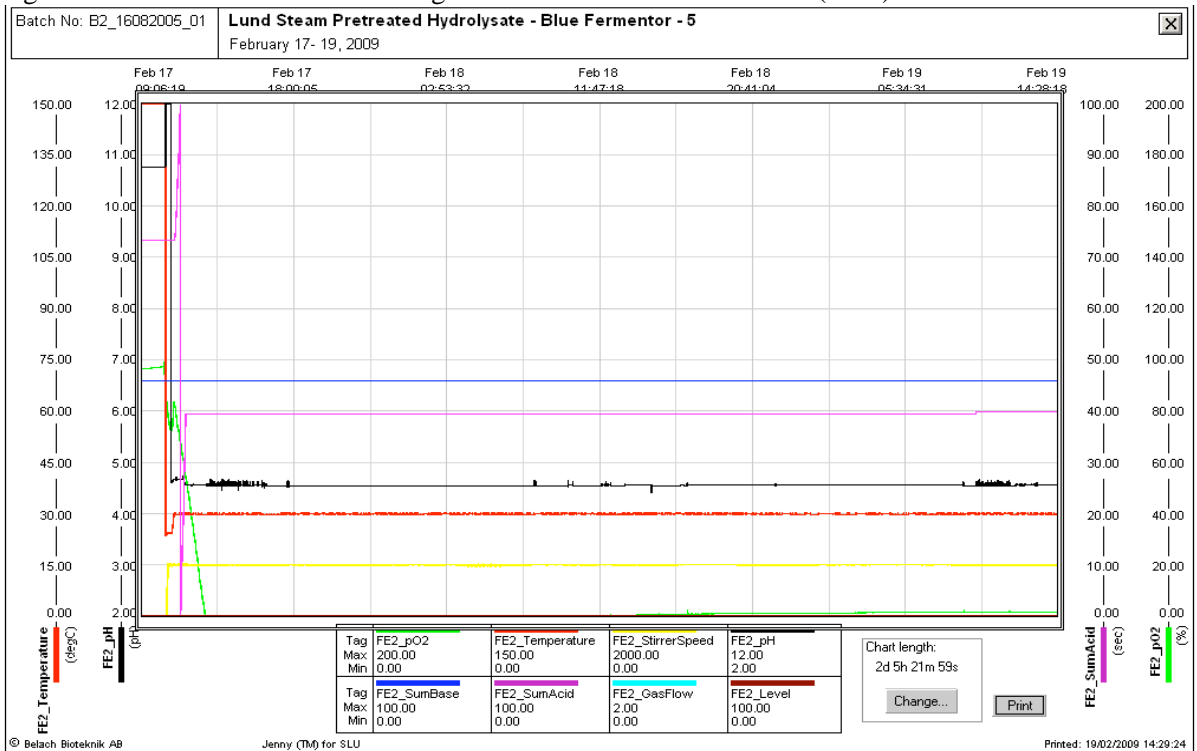 Batch No: B2_16082005_01
Lund Steam Pretreated Hydrolysate - Blue Fermentor - 5
February 17- 19, 2009
Feb 17 Feb 17 Feb 18 Feb 18 Feb 18 Feb 19 Feb 19
09:06:19 18:00:05 02:53:32 11:47:18 20:41:04 05:34:31 14:28:18
150.00 12.00 100.00 200.00
135.00 11.00 90.00 180.00
120.00 10.00 80.00 160.00
105.00 9.00 70.00 140.00
90.00 8.00 60.00 120.00
75.00 7.00 50.00 100.00
60.00 6.00 40.00 80.00
45.00 5.00 30.00 60.00
30.00 4.00 20.00 40.00
15.00 3.00 10.00 20.00
0.00 2.00 0.00 0.00
FE2_Temperature
(degC)
FE2_pH
FE2_SumAcid
(sec)
FE2_pO2
(%)
Tag FE2_pO2 FE2_Temperature FE2_StirrerSpeed FE2_pH
Max 200.00 150.00 2000.00 12.00
Min 0.00 0.00 0.00 2.00
Tag FE2_SumBase FE2_SumAcid FE2_GasFlow FE2_Level
Max 100.00 100.00 2.00 100.00
Min 0.00 0.00 0.00 0.00
Chart length:
2d 5h 21m 59s
Change...
Print
© Belach Bioteknik AB
Jenny (TM) for SLU
Printed: 19/02/2009 14:29:24